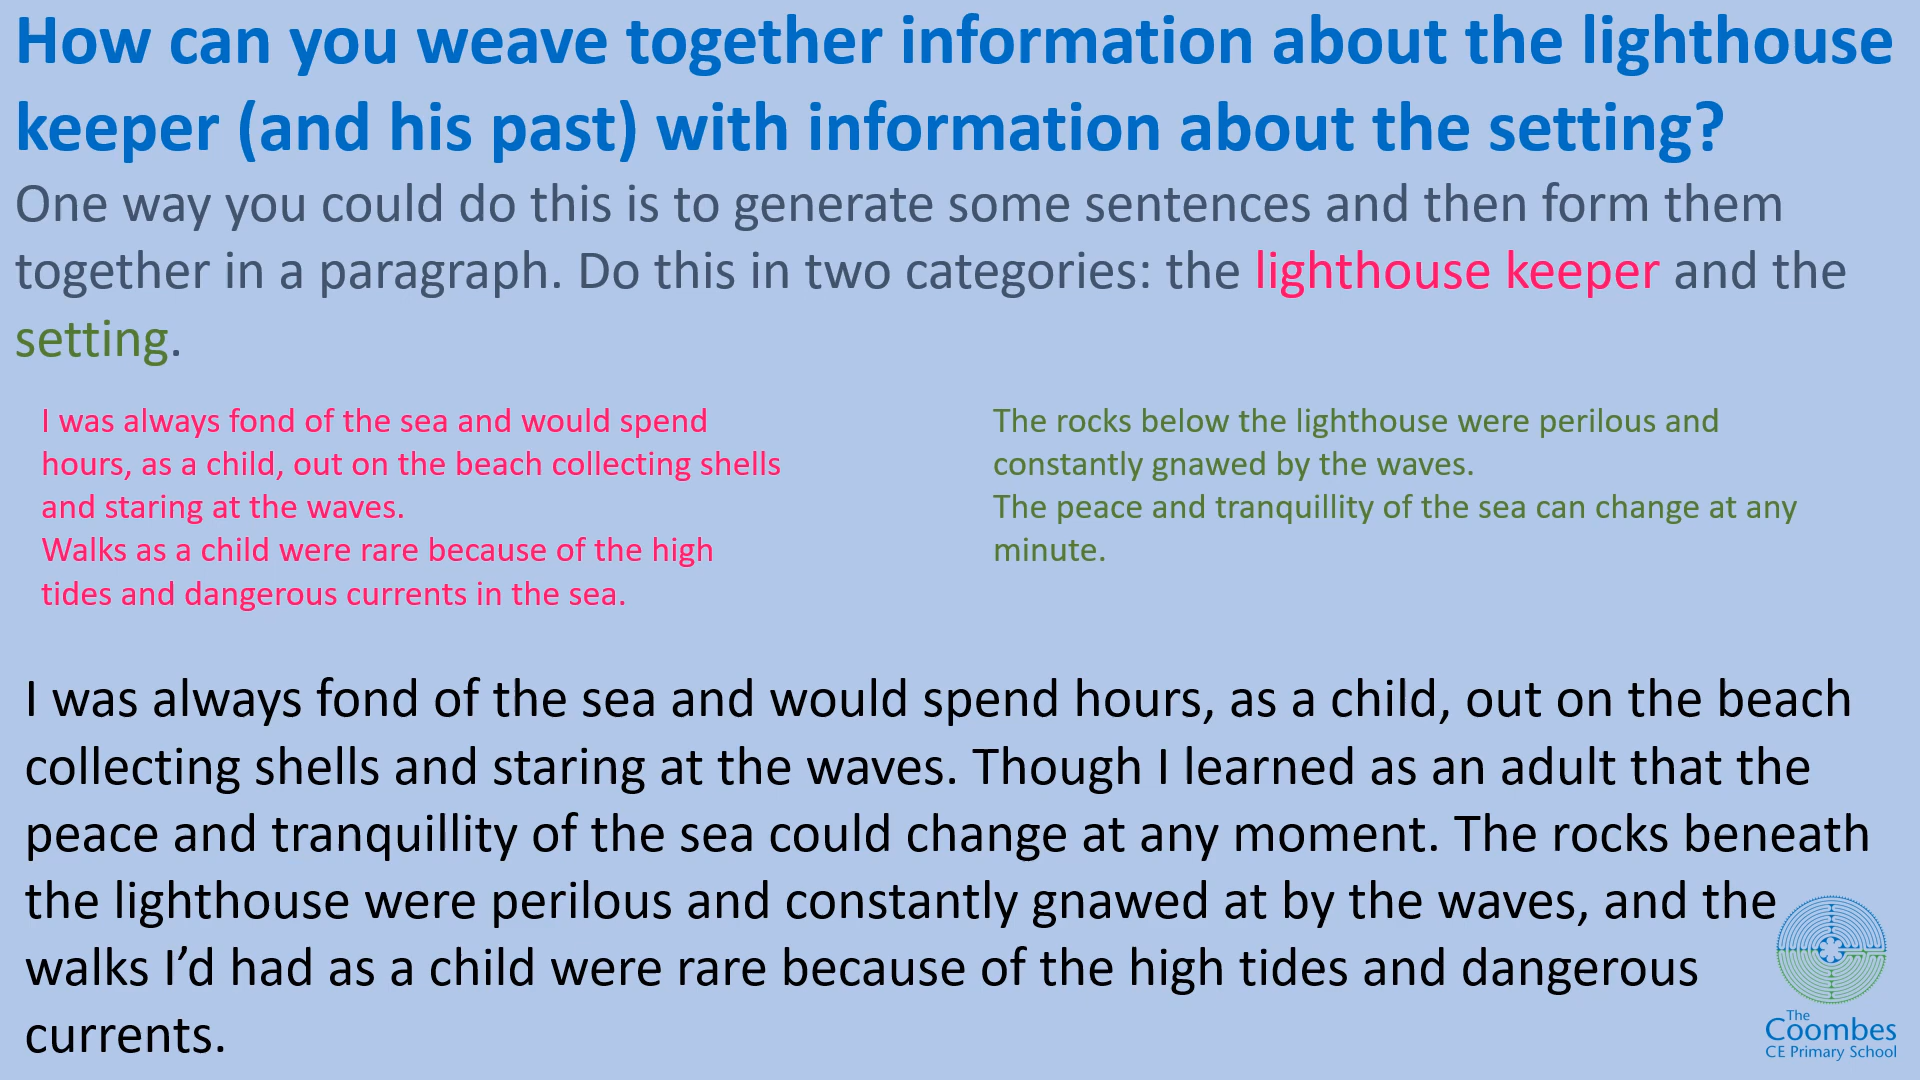 How can you weave together information about the lighthouse
keeper (and his past) with information about the setting?
One way you could do this is to generate some sentences and then form them
together in a paragraph. Do this in two categories: the lighthouse keeper and the
setting.
I was always fond of the sea and would spend
hours, as a child, out on the beach collecting shells
and staring at the waves.
Walks as a child were rare because of the high
tides and dangerous currents in the sea.
The rocks below the lighthouse were perilous and
constantly gnawed by the waves.
The peace and tranquillity of the sea can change at any
minute.
I was always fond of the sea and would spend hours, as a child, out on the beach
collecting shells and staring at the waves. Though I learned as an adult that the
peace and tranquillity of the sea could change at any moment. The rocks beneath
the lighthouse were perilous and constantly gnawed at by the waves, and the
walks I’d had as a child were rare because of the high tides and dangerous
currents.
The
Coombes
CE Primary School